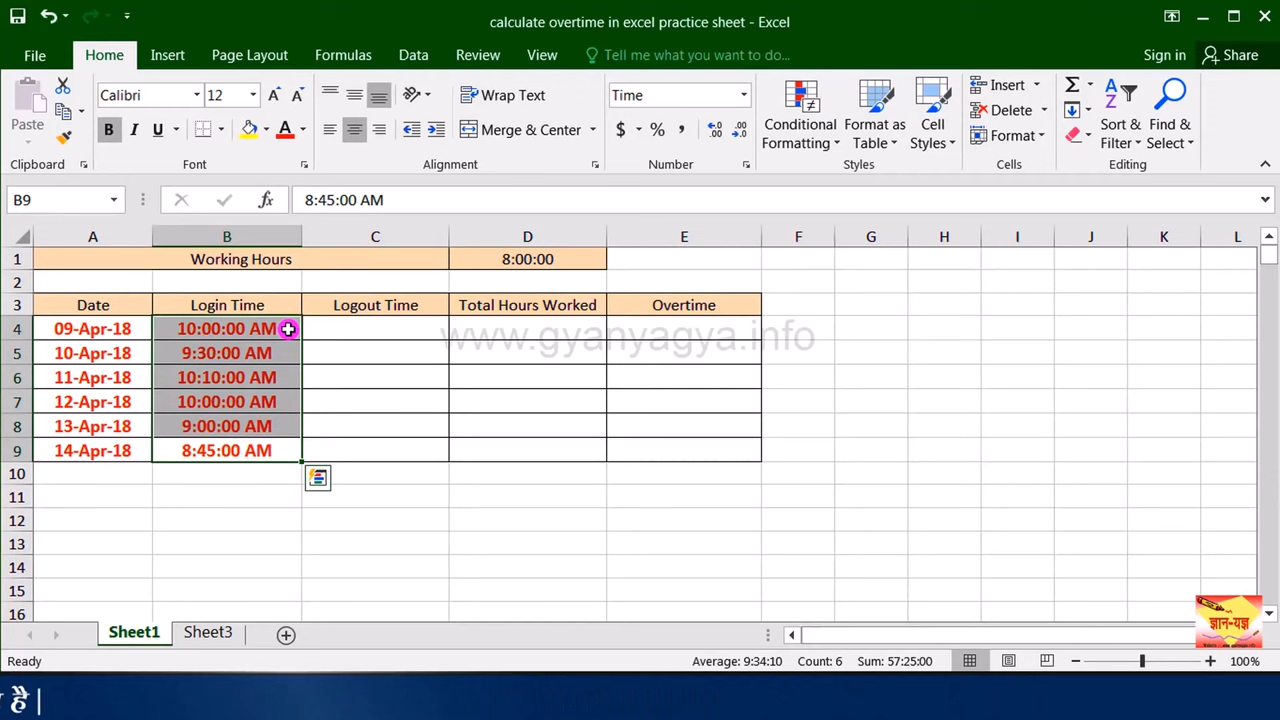 calculate overtime in excel practice sheet - Excel
File Home Insert Page Layout Formulas Data Review View Tell me what you want to do... Sign in Share
Calibri 12 Wrap Text Time Insert
Paste Conditional Formatting Format as Table Cell Styles Delete Sort & Filter Find & Select
B I U A Merge & Center $ % , Format
Clipboard Font Alignment Number Styles Cells Editing
B9 fx 8:45:00 AM
A B C D E F G H I J K L
1 Working Hours 8:00:00
2
3 Date Login Time Logout Time Total Hours Worked Overtime
4 09-Apr-18 10:00:00 AM
www.gyanyagya.info
5 10-Apr-18 9:30:00 AM
6 11-Apr-18 10:10:00 AM
7 12-Apr-18 10:00:00 AM
8 13-Apr-18 9:00:00 AM
9 14-Apr-18 8:45:00 AM
10
11
12
13
14
15
16
ज्ञान-यज्ञ
Sheet1 Sheet3
Ready Average: 9:34:10 Count: 6 Sum: 57:25:00 100%
है |